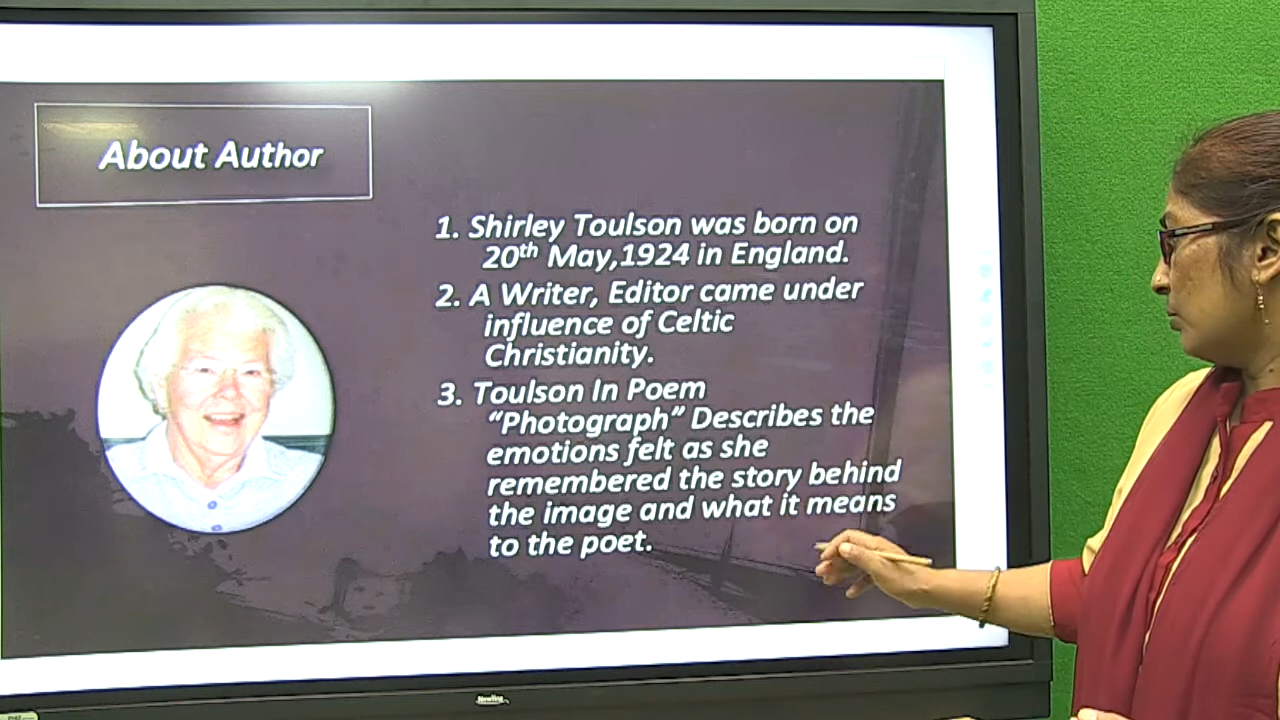 About Author
1. Shirley Toulson was born on
20th May,1924 in England.
2. A Writer, Editor came under
influence of Celtic
Christianity.
3. Toulson In Poem
“Photograph” Describes the
emotions felt as she
remembered the story behind
the image and what it means
to the poet.
Newline